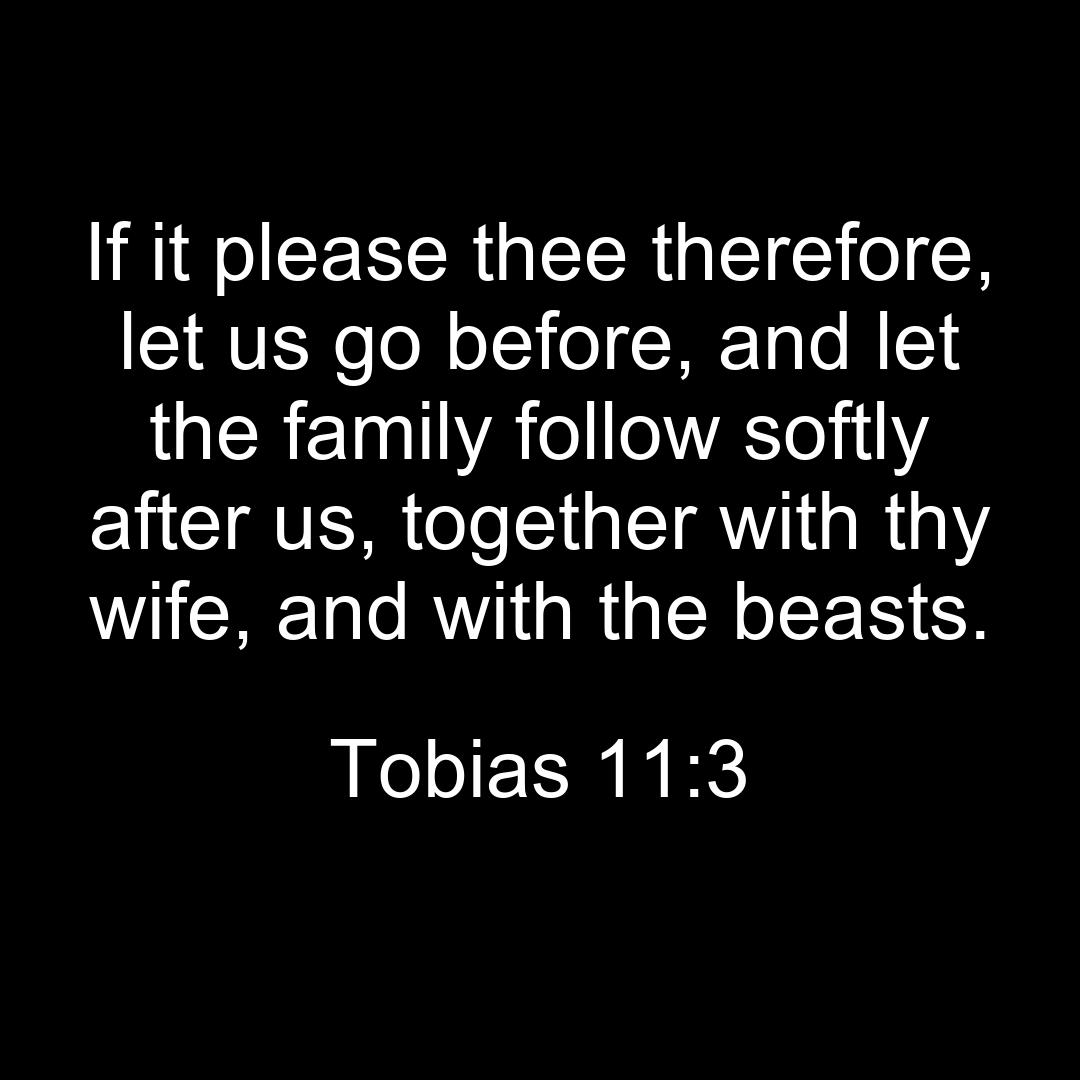 If it please thee therefore,
let us go before, and let
the family follow softly
after us, together with thy
wife, and with the beasts.
Tobias 11:3